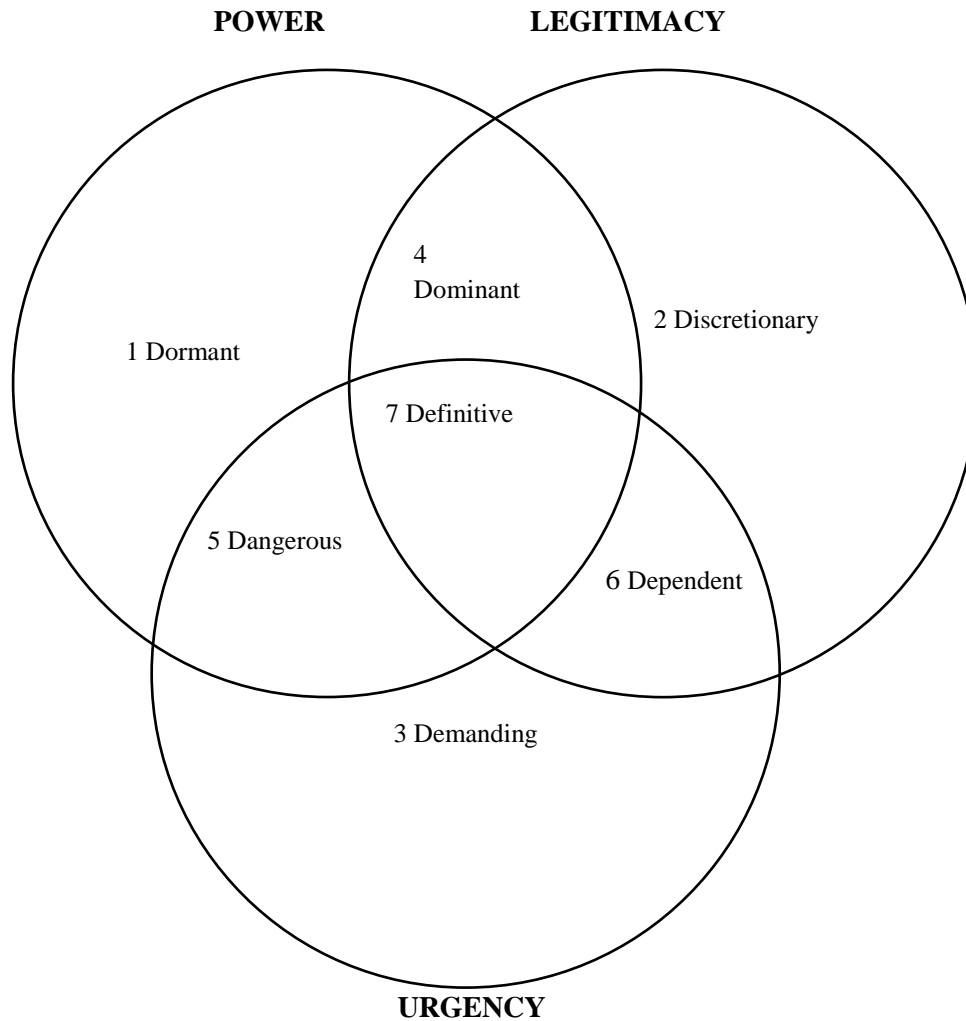 POWER
LEGITIMACY
4
Dominant
2 Discretionary
1 Dormant
7 Definitive
5 Dangerous
6 Dependent
3 Demanding
URGENCY